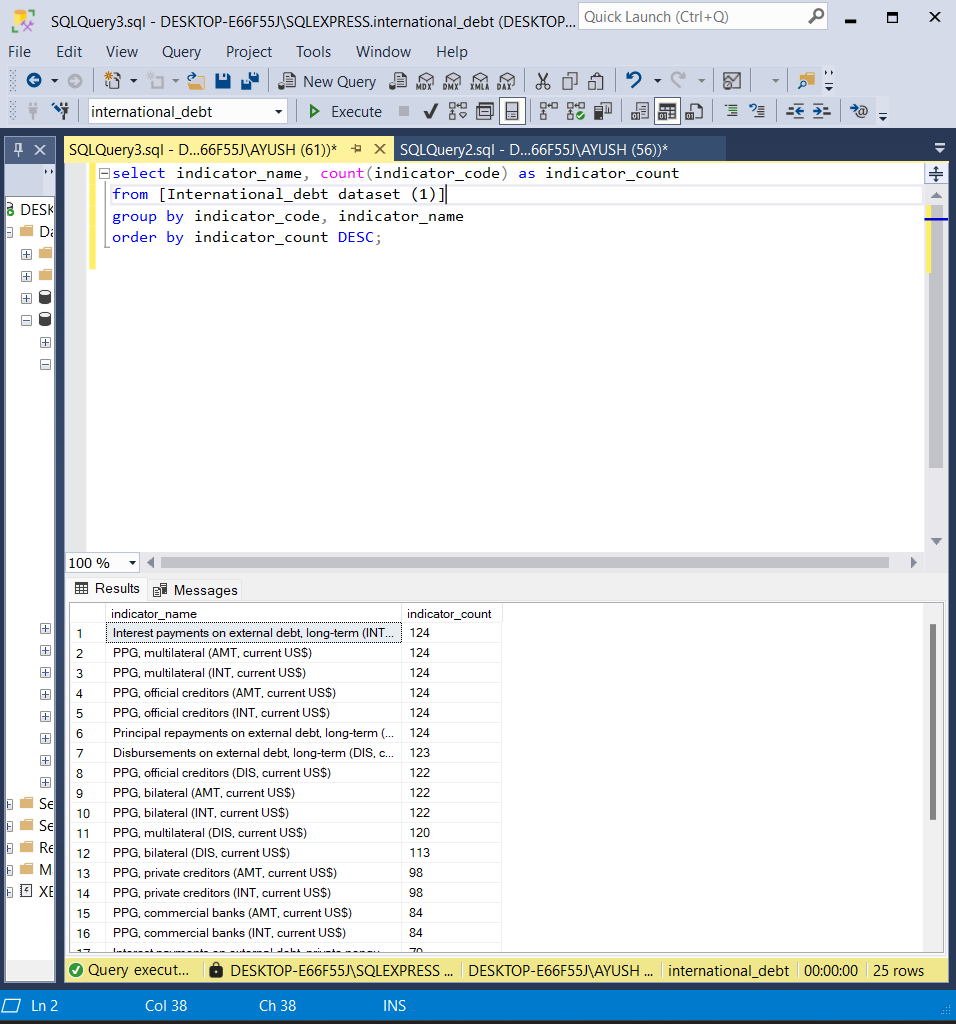 SQLQuery3.sql - DESKTOP-E66F55J\SQLEXPRESS.international_debt (DESKTOP...
Quick Launch (Ctrl+Q)
File Edit View Query Project Tools Window Help
New Query MDX DMX XMLA DAX
international_debt Execute
SQLQuery3.sql - D...66F55J\AYUSH (61))* SQLQuery2.sql - D...66F55J\AYUSH (56))*
select indicator_name, count(indicator_code) as indicator_count
from [International_debt dataset (1)]
group by indicator_code, indicator_name
order by indicator_count DESC;
DESK
Da
Se
Se
Re
M
XE
100 %
Results Messages
indicator_name indicator_count
1 Interest payments on external debt, long-term (INT... 124
2 PPG, multilateral (AMT, current US$) 124
3 PPG, multilateral (INT, current US$) 124
4 PPG, official creditors (AMT, current US$) 124
5 PPG, official creditors (INT, current US$) 124
6 Principal repayments on external debt, long-term (... 124
7 Disbursements on external debt, long-term (DIS, c... 123
8 PPG, official creditors (DIS, current US$) 122
9 PPG, bilateral (AMT, current US$) 122
10 PPG, bilateral (INT, current US$) 122
11 PPG, multilateral (DIS, current US$) 120
12 PPG, bilateral (DIS, current US$) 113
13 PPG, private creditors (AMT, current US$) 98
14 PPG, private creditors (INT, current US$) 98
15 PPG, commercial banks (AMT, current US$) 84
16 PPG, commercial banks (INT, current US$) 84
Query execut... DESKTOP-E66F55J\SQLEXPRESS ... DESKTOP-E66F55J\AYUSH ... international_debt 00:00:00 25 rows
Ln 2 Col 38 Ch 38 INS